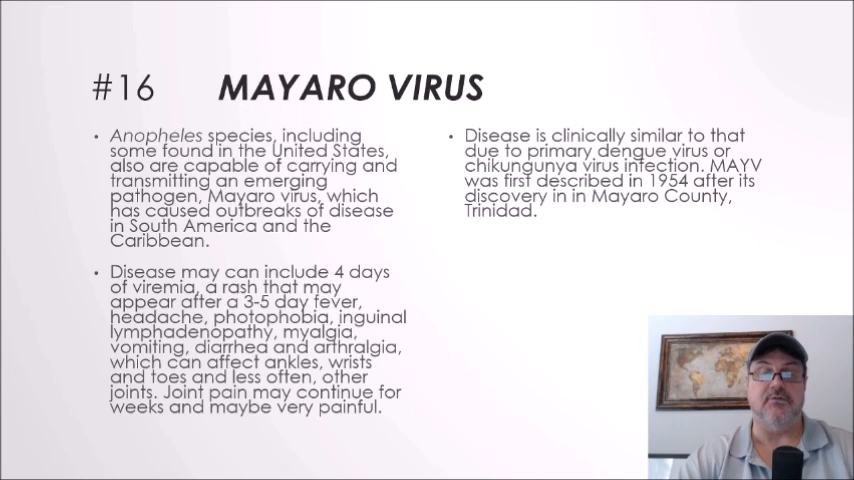 #16 MAYARO VIRUS
• Anopheles species, including
some found in the United States,
also are capable of carrying and
transmitting an emerging
pathogen, Mayaro virus, which
has caused outbreaks of disease
in South America and the
Caribbean.
• Disease may can include 4 days
of viremia, a rash that may
appear after a 3-5 day fever,
headache, photophobia, inguinal
lymphadenopathy, myalgia,
vomiting, diarrhea and arthralgia,
which can affect ankles, wrists
and toes and less often, other
joints. Joint pain may continue for
weeks and maybe very painful.
• Disease is clinically similar to that
due to primary dengue virus or
chikungunya virus infection. MAYV
was first described in 1954 after its
discovery in in Mayaro County,
Trinidad.